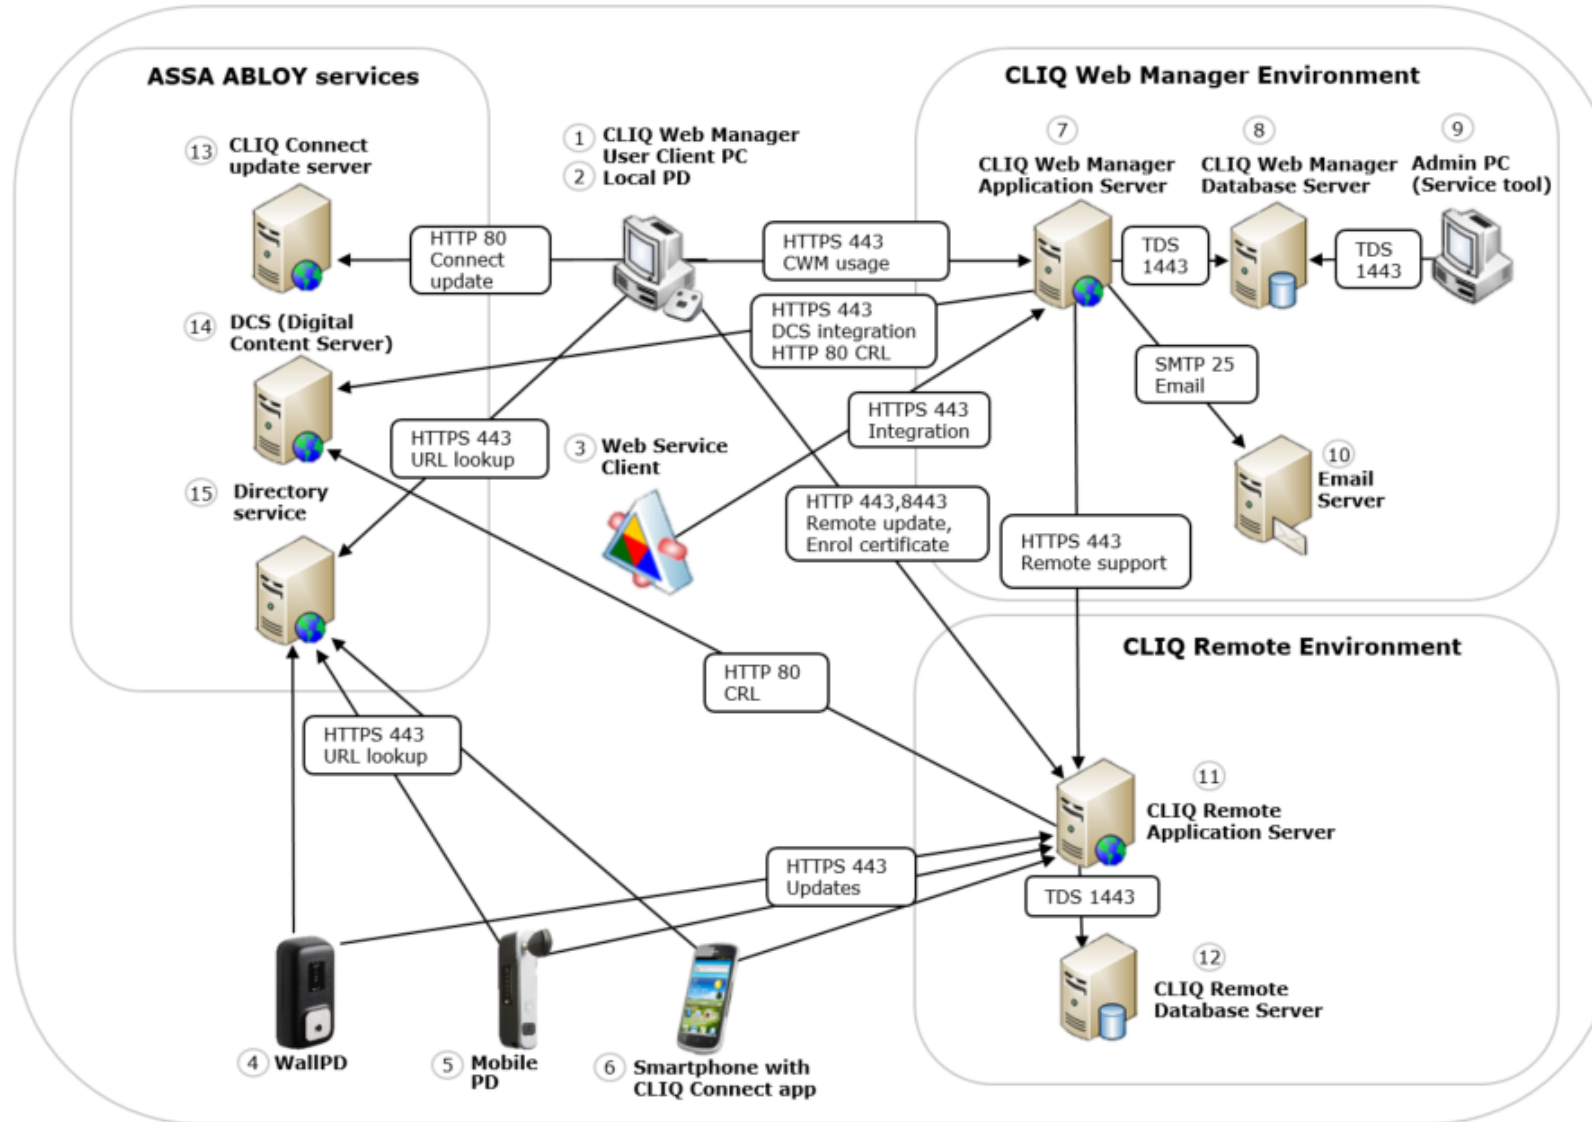 ASSA ABLOY services
CLIQ Web Manager Environment
13
CLIQ Connect
update server
1
CLIQ Web Manager
User Client PC
2
Local PD
7
CLIQ Web Manager
Application Server
8
CLIQ Web Manager
Database Server
9
Admin PC
(Service tool)
HTTP 80
Connect
update
HTTPS 443
CWM usage
TDS
1443
TDS
1443
14
DCS (Digital
Content Server)
HTTPS 443
DCS integration
HTTP 80 CRL
SMTP 25
Email
HTTPS 443
URL lookup
3
Web Service
Client
HTTPS 443
Integration
10
Email
Server
15
Directory
service
HTTP 443,8443
Remote update,
Enrol certificate
HTTPS 443
Remote support
CLIQ Remote Environment
HTTP 80
CRL
HTTPS 443
URL lookup
11
CLIQ Remote
Application Server
HTTPS 443
Updates
TDS 1443
12
CLIQ Remote
Database Server
4
WallPD
5
Mobile
PD
6
Smartphone with
CLIQ Connect app